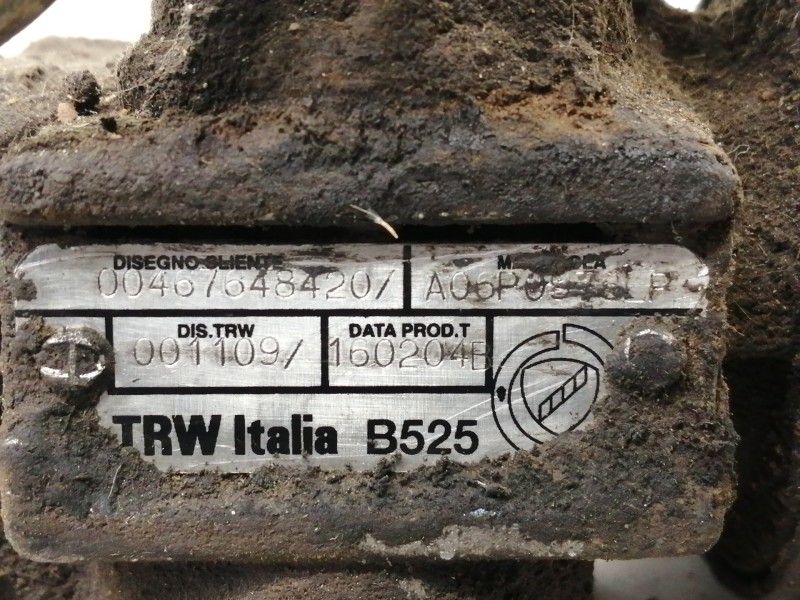 DISEGNO CLIENTE
00467648420/
DIS.TRW DATA PROD.T
001109/ 160204B
TRW Italia B525